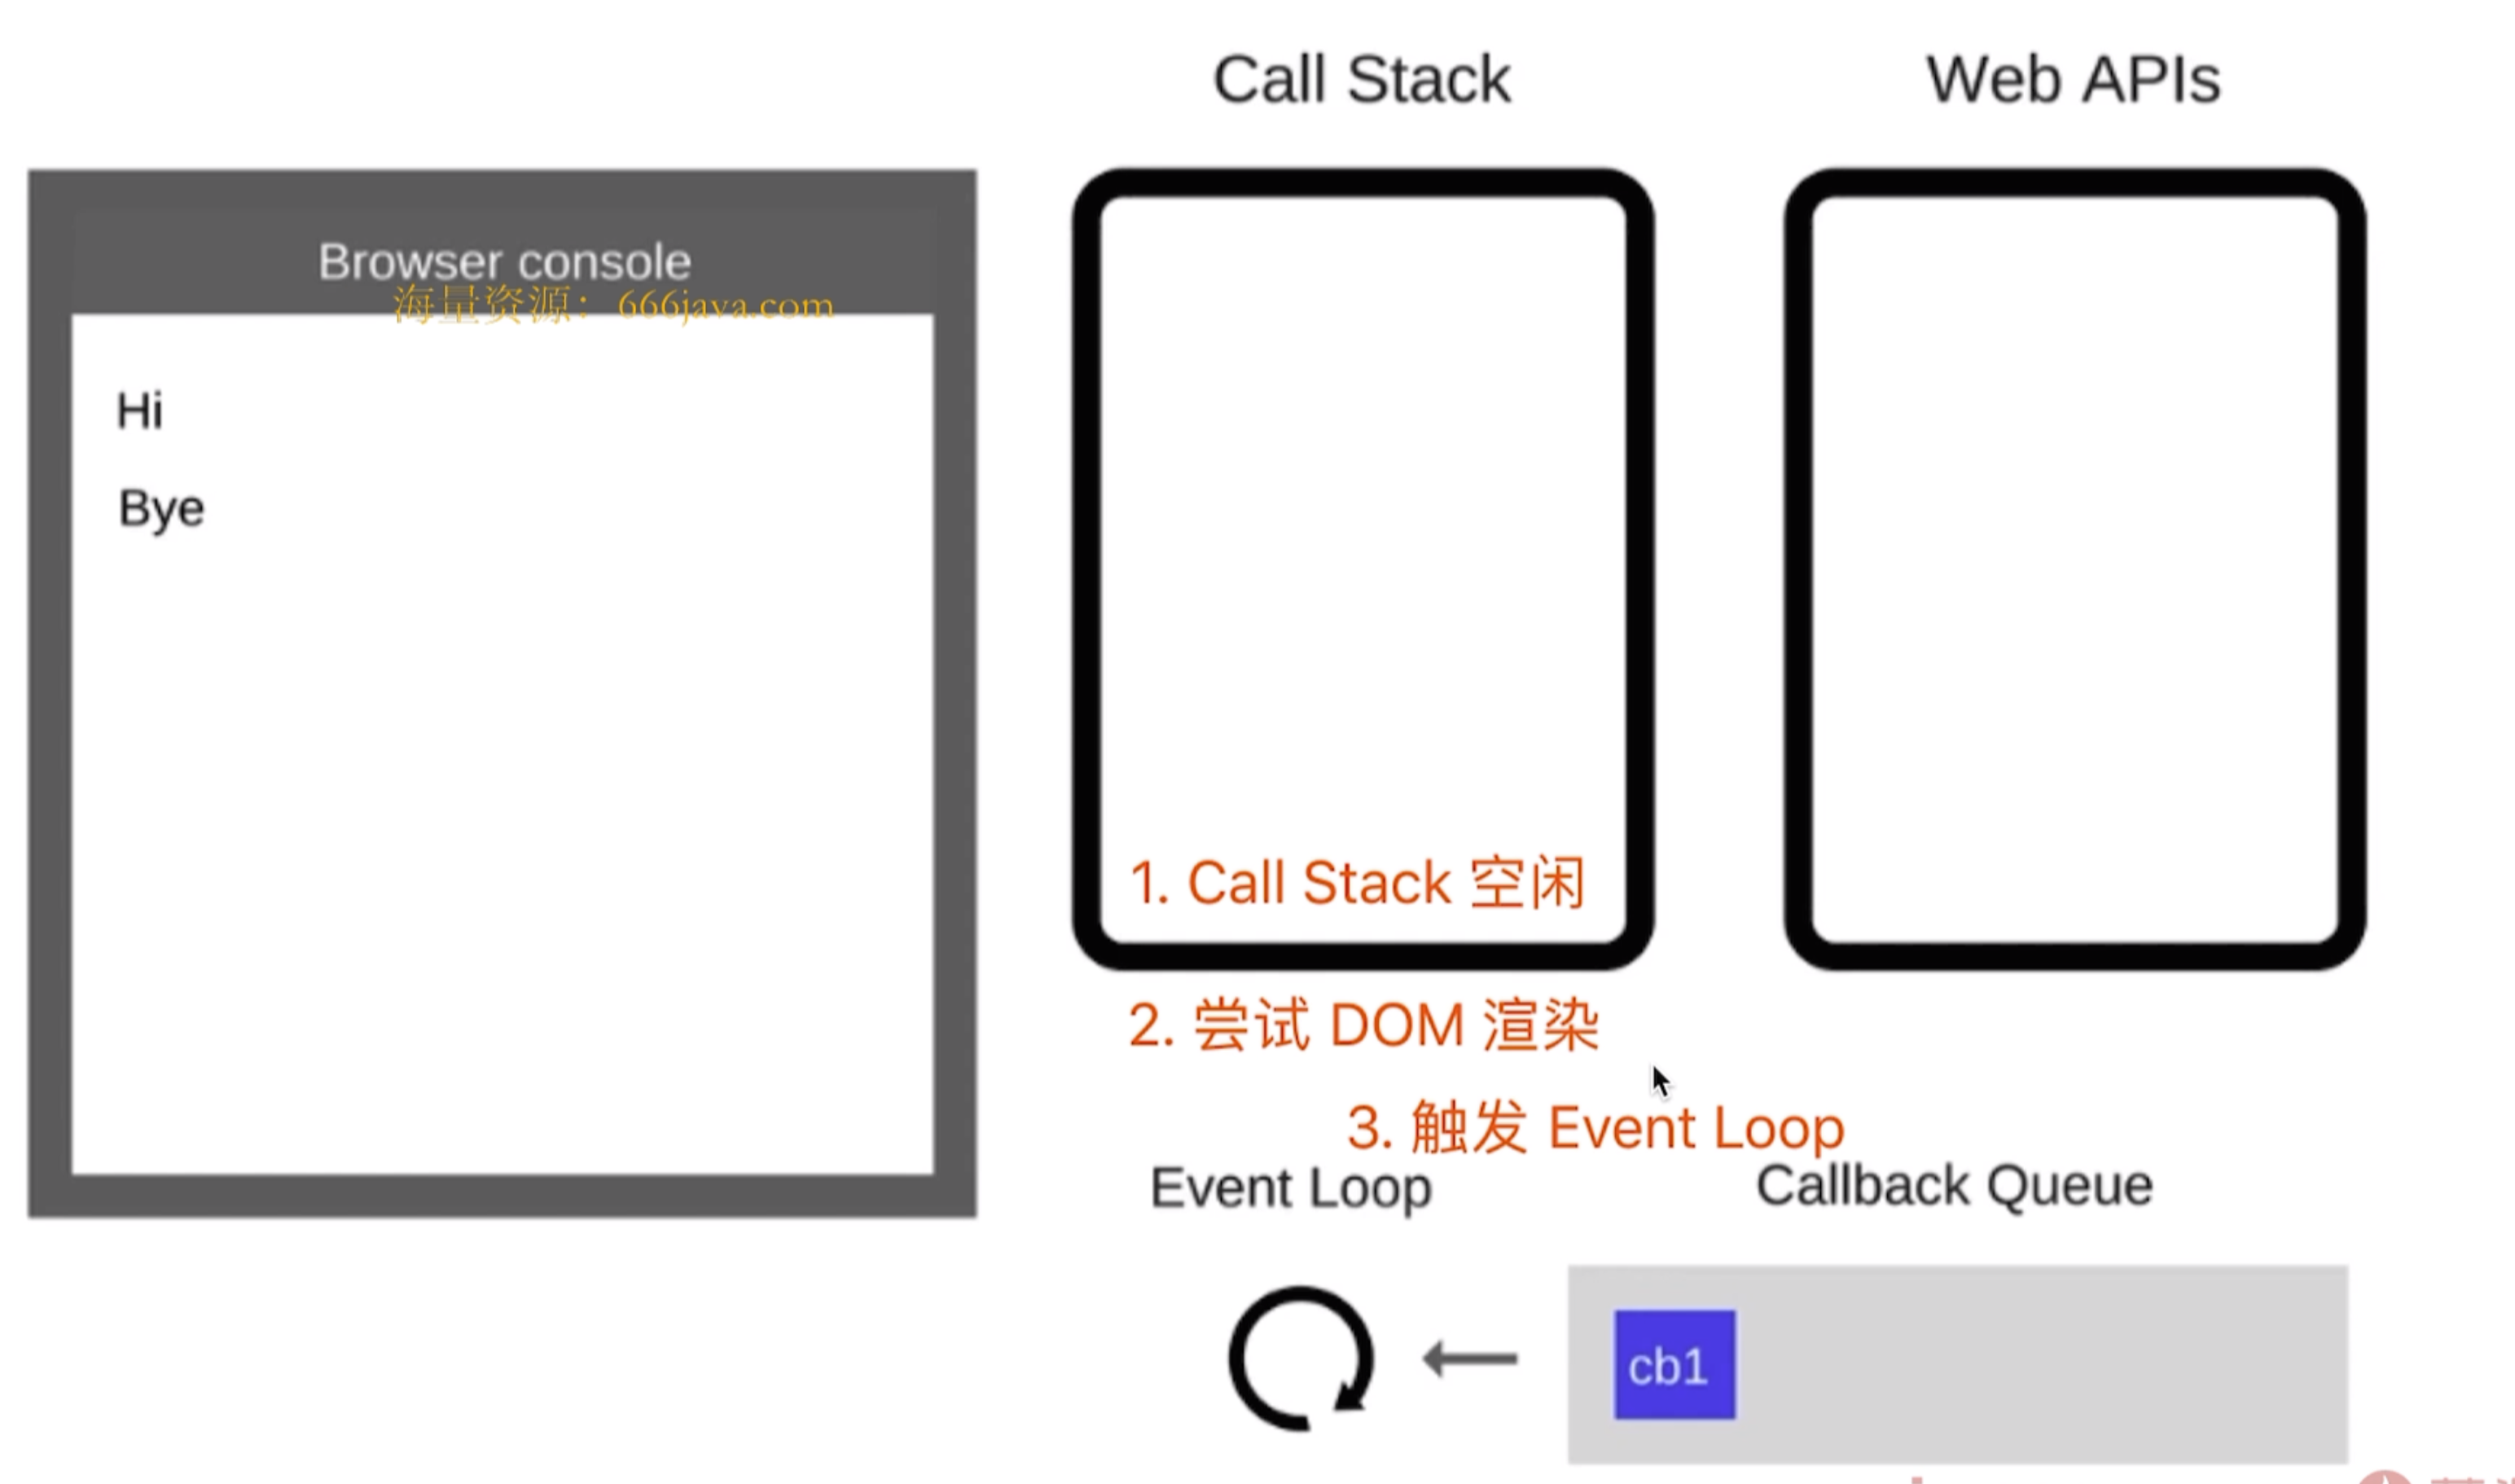 Call Stack
Web APIs
Browser console
海量资源：666java.com
Hi
Bye
1. Call Stack 空闲
2. 尝试 DOM 渲染
3. 触发 Event Loop
Event Loop
Callback Queue
cb1